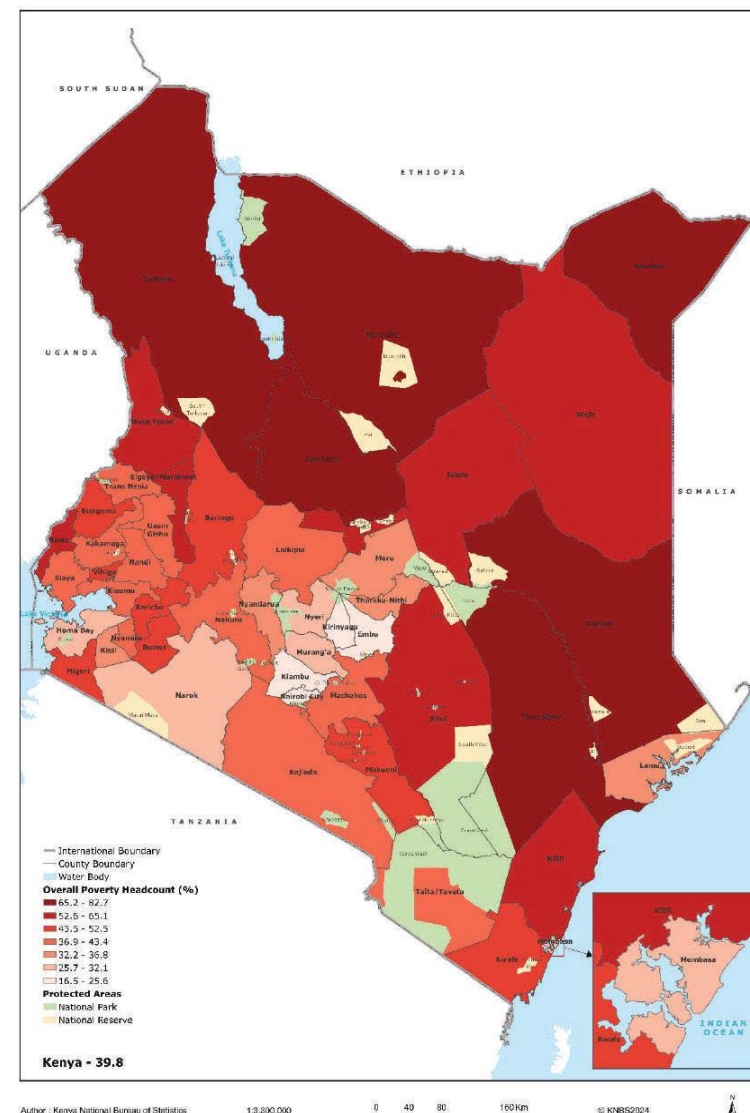 SOUTH SUDAN
ETHIOPIA
Lake Turkana
UGANDA
West Pokot
South Turkana
Isiolo
Wajir
SOMALIA
Elgeyo/Marakwet
Trans Nzoia
Bungoma
Uasin Gishu
Baringo
Busia
Kakamega
Nandi
Laikipia
Meru
Siaya
Vihiga
Kisumu
Kericho
Nyandarua
Nakuru
Nyeri
Tharaka-Nithi
Kirinyaga
Embu
Lake Victoria
Homa Bay
Nyamira
Kisii
Bomet
Murang'a
Kiambu
Nairobi City
Machakos
Migori
Narok
Kitui
Tana River
Makueni
Kajiado
Lamu
TANZANIA
Kilifi
Taita/Taveta
Kwale
Mombasa
International Boundary
County Boundary
Water Body
Overall Poverty Headcount (%)
65.2 - 82.7
52.6 - 65.1
43.5 - 52.5
36.9 - 43.4
32.2 - 36.8
25.7 - 32.1
16.5 - 25.6
Protected Areas
National Park
National Reserve
Kilifi
Mombasa
Kwale
INDIAN
OCEAN
Kenya - 39.8
Author : Kenya National Bureau of Statistics
1:3,300,000
0 40 80 160 Km
© KNBS2024
N